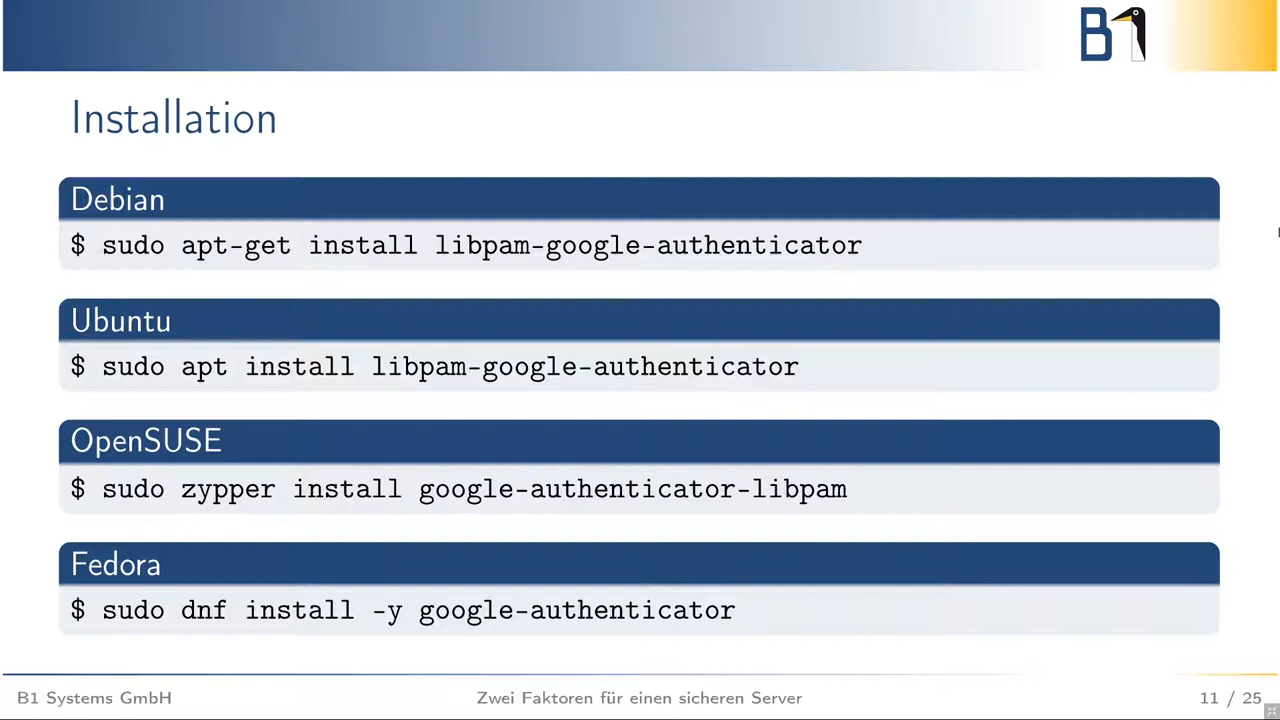 B1
Installation
Debian
$ sudo apt-get install libpam-google-authenticator
Ubuntu
$ sudo apt install libpam-google-authenticator
OpenSUSE
$ sudo zypper install google-authenticator-libpam
Fedora
$ sudo dnf install -y google-authenticator
B1 Systems GmbH
Zwei Faktoren für einen sicheren Server
11 / 25